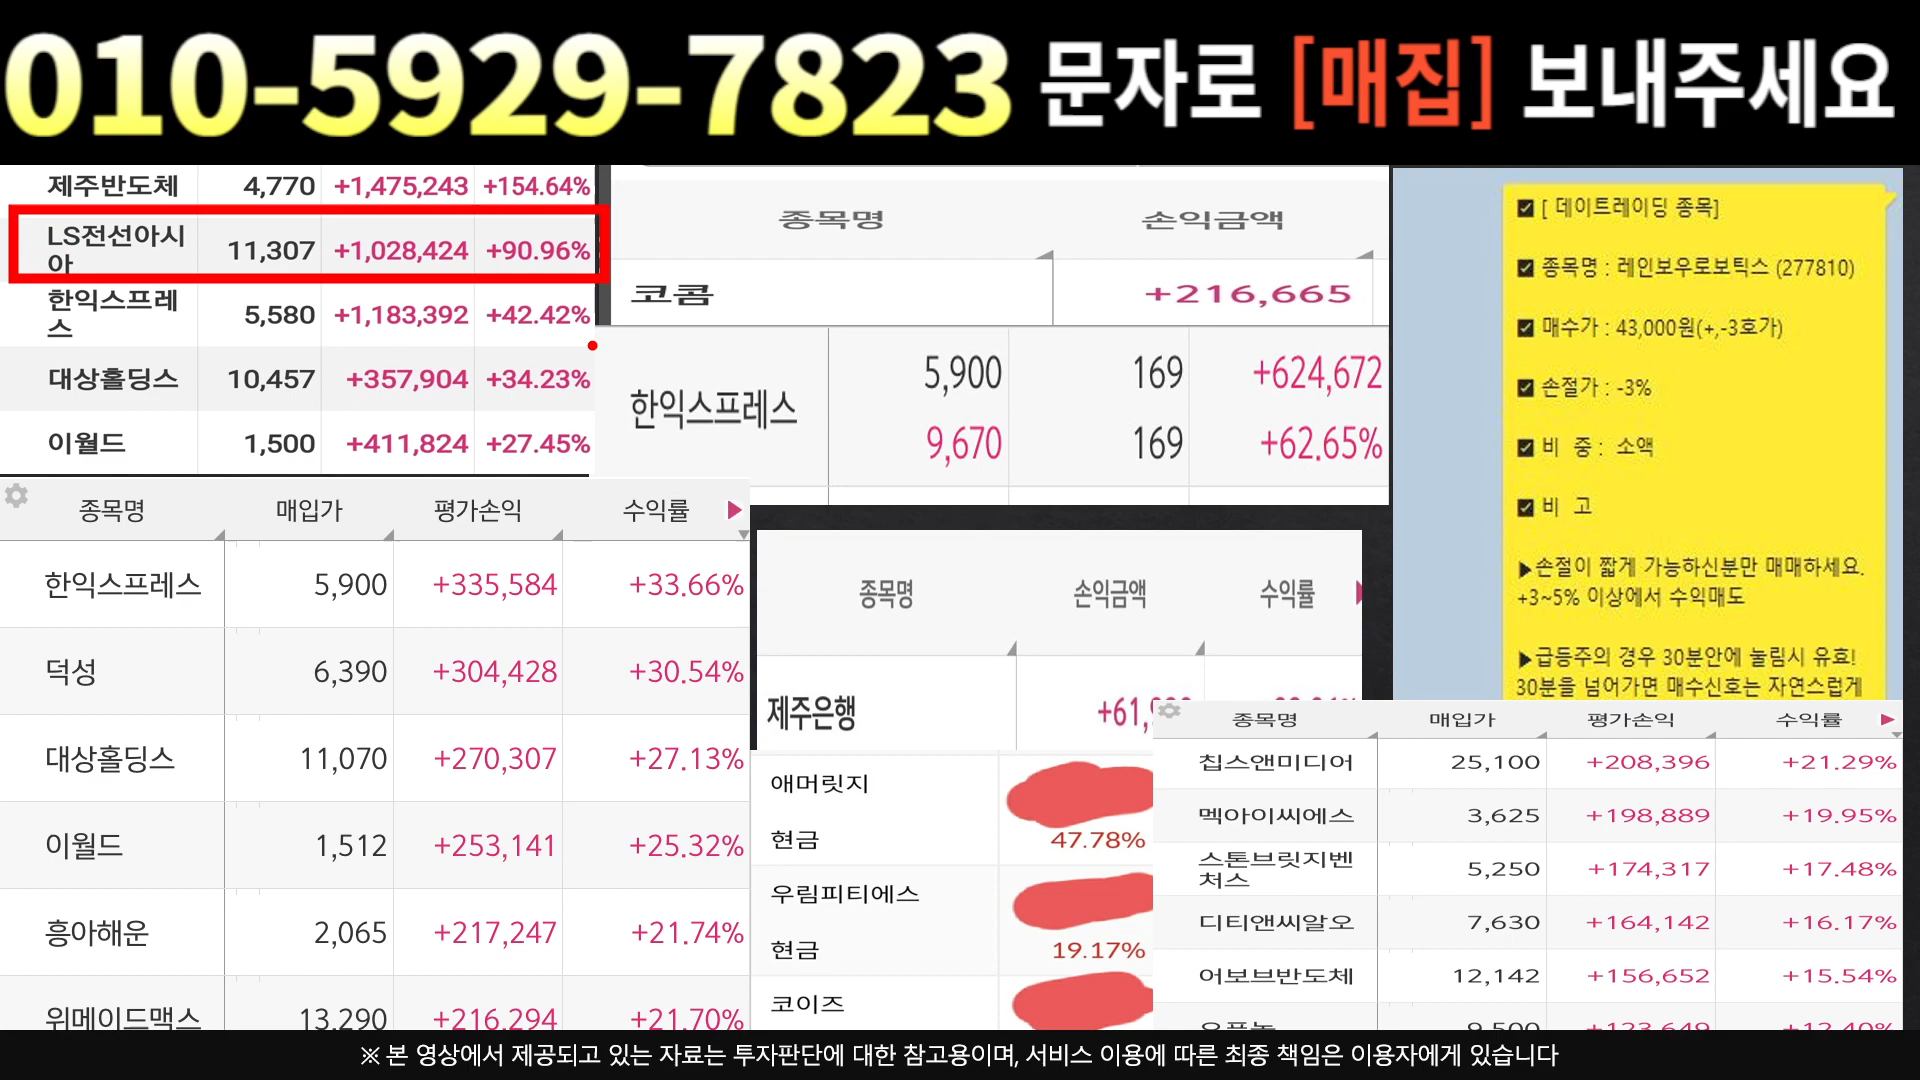 010-5929-7823 문자로 [매집] 보내주세요
제주반도체 4,770 +1,475,243 +154.64%
LS전선아시
아 11,307 +1,028,424 +90.96%
한익스프레
스 5,580 +1,183,392 +42.42%
대상홀딩스 10,457 +357,904 +34.23%
이월드 1,500 +411,824 +27.45%
종목명 손익금액
코콤 +216,665
한익스프레스
5,900 169 +624,672
9,670 169 +62.65%
[ 데이트레이딩 종목]
종목명 : 레인보우로보틱스 (277810)
매수가 : 43,000원(+,-3호가)
손절가 : -3%
비 중 : 소액
비 고
▶손절이 짧게 가능하신분만 매매하세요.
+3~5% 이상에서 수익매도
▶급등주의 경우 30분안에 눌림시 유효!
30분을 넘어가면 매수신호는 자연스럽게
종목명 매입가 평가손익 수익률
한익스프레스 5,900 +335,584 +33.66%
덕성 6,390 +304,428 +30.54%
대상홀딩스 11,070 +270,307 +27.13%
이월드 1,512 +253,141 +25.32%
흥아해운 2,065 +217,247 +21.74%
위메이드맥스 13,290 +216,294 +21.70%
종목명 손익금액 수익률
제주은행 +61,
애머릿지
현금 47.78%
우림피티에스
현금 19.17%
코이즈
종목명 매입가 평가손익 수익률
칩스앤미디어 25,100 +208,396 +21.29%
멕아이씨에스 3,625 +198,889 +19.95%
스톤브릿지벤
처스 5,250 +174,317 +17.48%
디티앤씨알오 7,630 +164,142 +16.17%
어보브반도체 12,142 +156,652 +15.54%
9,500 +123,649 +12.40%
※ 본 영상에서 제공되고 있는 자료는 투자판단에 대한 참고용이며, 서비스 이용에 따른 최종 책임은 이용자에게 있습니다